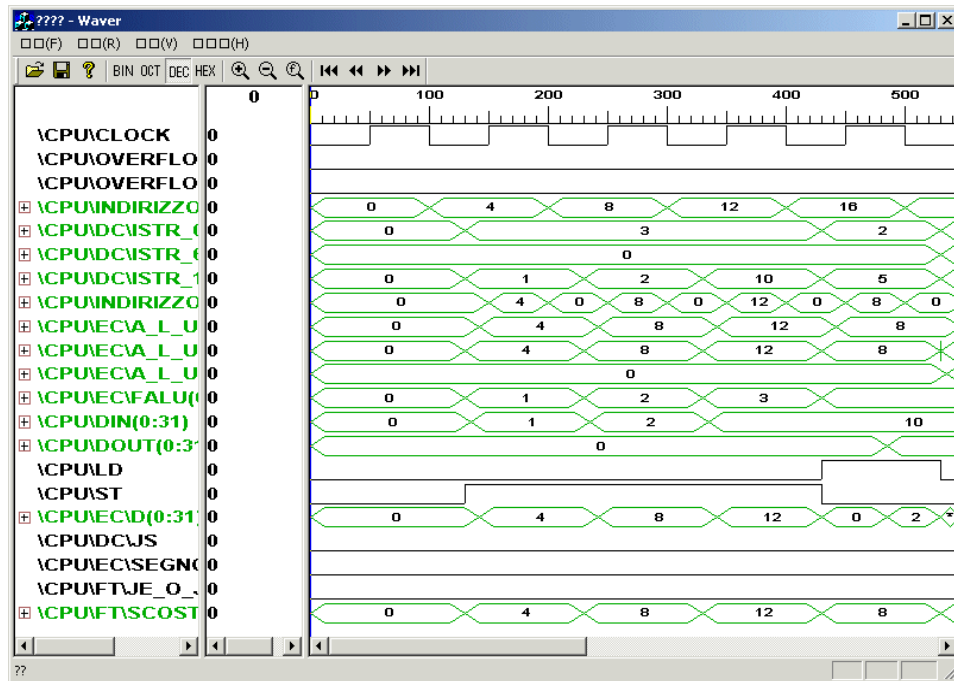 ???? - Waver
□□(F) □□(R) □□(V) □□□(H)
BIN OCT DEC HEX
0 0 100 200 300 400 500
\CPU\CLOCK 0
\CPU\OVERFLO 0
\CPU\OVERFLO 0
\CPU\INDIRIZZO 0 0 4 8 12 16
\CPU\DC\ISTR_ 0 0 3 2
\CPU\DC\ISTR_ 0 0
\CPU\DC\ISTR_1 0 0 1 2 10 5
\CPU\INDIRIZZO 0 0 4 0 8 0 12 0 8 0
\CPU\EC\A_L_U 0 0 4 8 12 8
\CPU\EC\A_L_U 0 0 4 8 12 8
\CPU\EC\A_L_U 0 0
\CPU\EC\FALU( 0 0 1 2 3
\CPU\DIN(0:31) 0 0 1 2 10
\CPU\DOUT(0:31 0 0
\CPU\LD 0
\CPU\ST 0
\CPU\EC\D(0:31) 0 0 4 8 12 0 2 *
\CPU\DC\JS 0
\CPU\EC\SEGNO 0
\CPU\FT\JE_O_J 0
\CPU\FT\SCOST 0 0 4 8 12 8
??